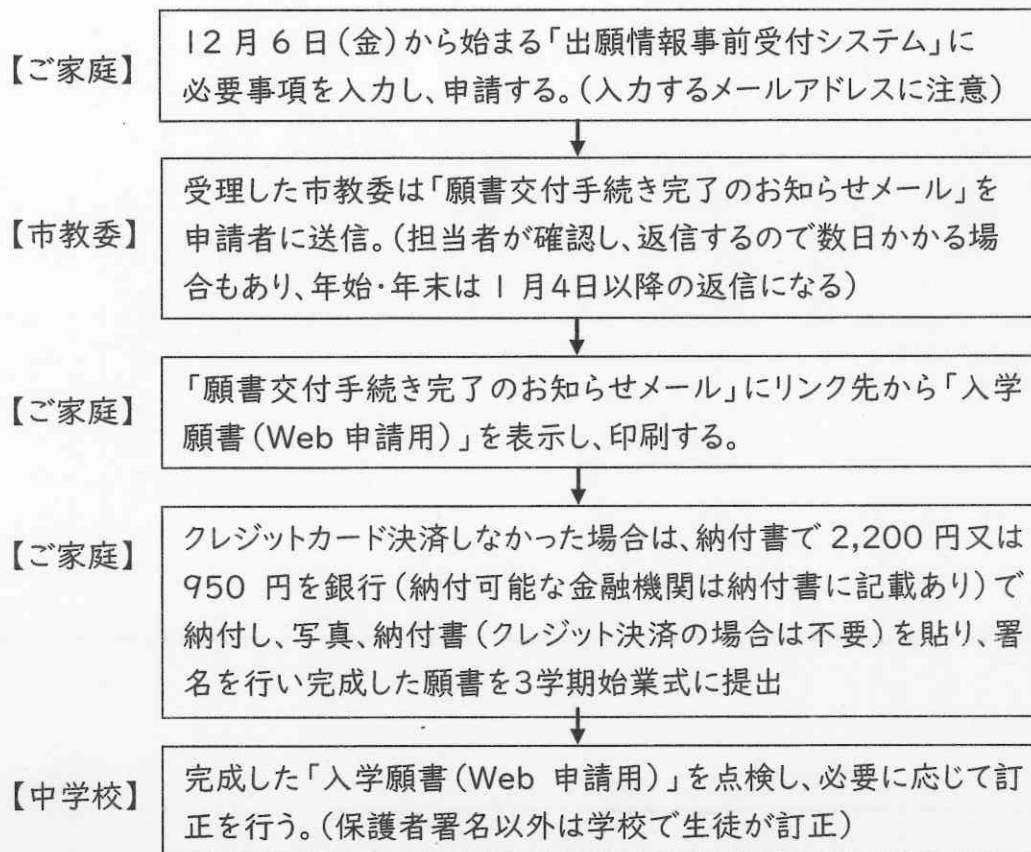 【ご家庭】
12月6日(金)から始まる「出願情報事前受付システム」に
必要事項を入力し、申請する。(入力するメールアドレスに注意)
【市教委】
受理した市教委は「願書交付手続き完了のお知らせメール」を
申請者に送信。(担当者が確認し、返信するので数日かかる場
合もあり、年始・年末は1月4日以降の返信になる)
【ご家庭】
「願書交付手続き完了のお知らせメール」にリンク先から「入学
願書(Web 申請用)」を表示し、印刷する。
【ご家庭】
クレジットカード決済しなかった場合は、納付書で 2,200 円又は
950 円を銀行(納付可能な金融機関は納付書に記載あり)で
納付し、写真、納付書(クレジット決済の場合は不要)を貼り、署
名を行い完成した願書を3学期始業式に提出
【中学校】
完成した「入学願書(Web 申請用)」を点検し、必要に応じて訂
正を行う。(保護者署名以外は学校で生徒が訂正)